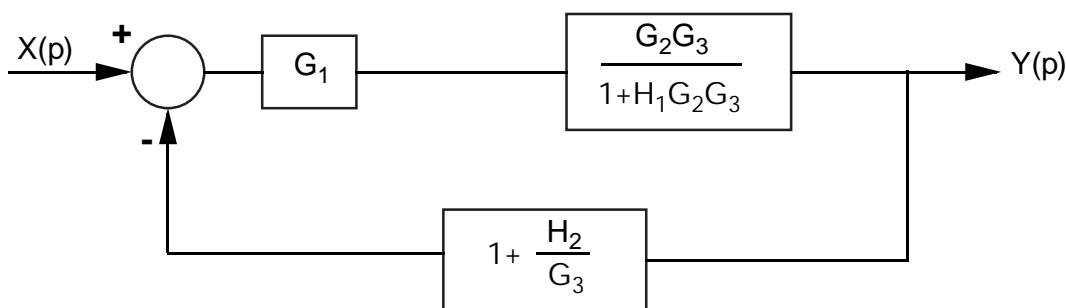 +
X(p)
G₁
G₂G₃
1+H₁G₂G₃
Y(p)
-
1+ H₂
G₃